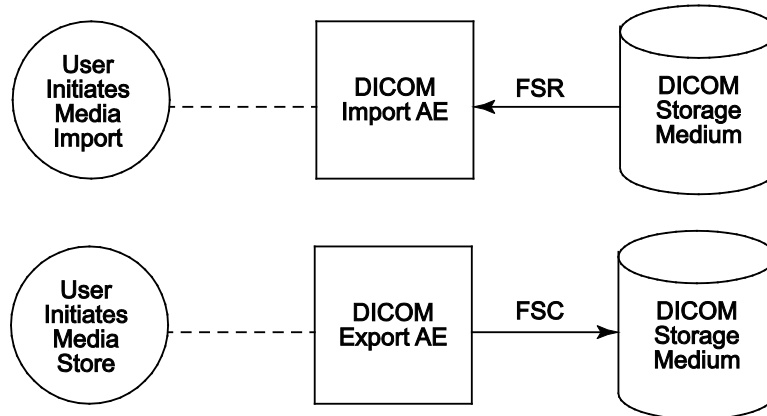 User
Initiates
Media
Import
DICOM
Import AE
FSR
DICOM
Storage
Medium
User
Initiates
Media
Store
DICOM
Export AE
FSC
DICOM
Storage
Medium